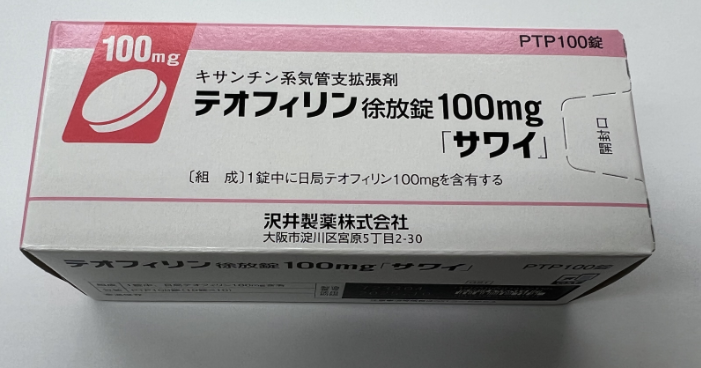 100mg
PTP100錠
キサンチン系気管支拡張剤
テオフィリン徐放錠100mg
「サワイ」
開封口
〔組 成〕1錠中に日局テオフィリン100mgを含有する
沢井製薬株式会社
大阪市淀川区宮原5丁目2-30
テオフィリン徐放錠100mg「サワイ」
PTP100錠